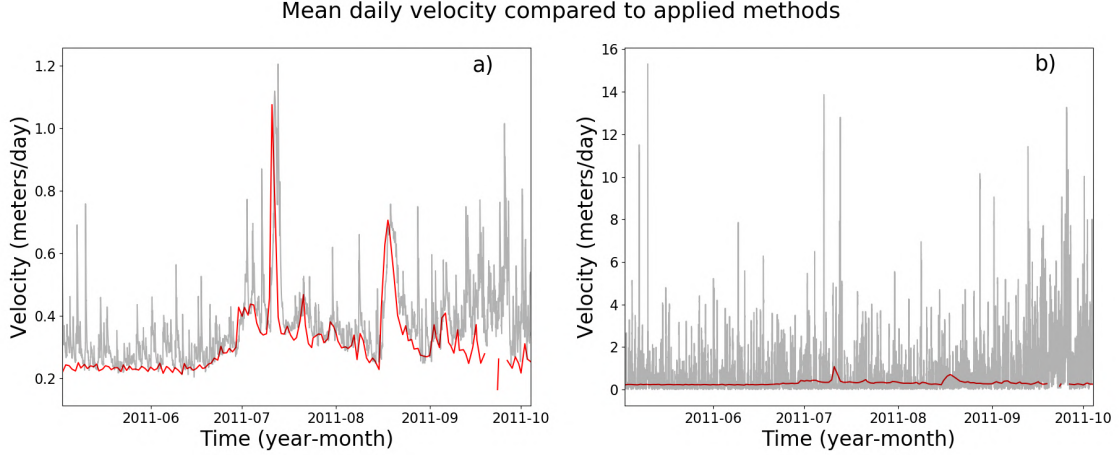 Mean daily velocity compared to applied methods
a)
1.2
1.0
0.8
0.6
0.4
0.2
Velocity (meters/day)
2011-06 2011-07 2011-08 2011-09 2011-10
Time (year-month)
b)
16
14
12
10
8
6
4
2
0
Velocity (meters/day)
2011-06 2011-07 2011-08 2011-09 2011-10
Time (year-month)